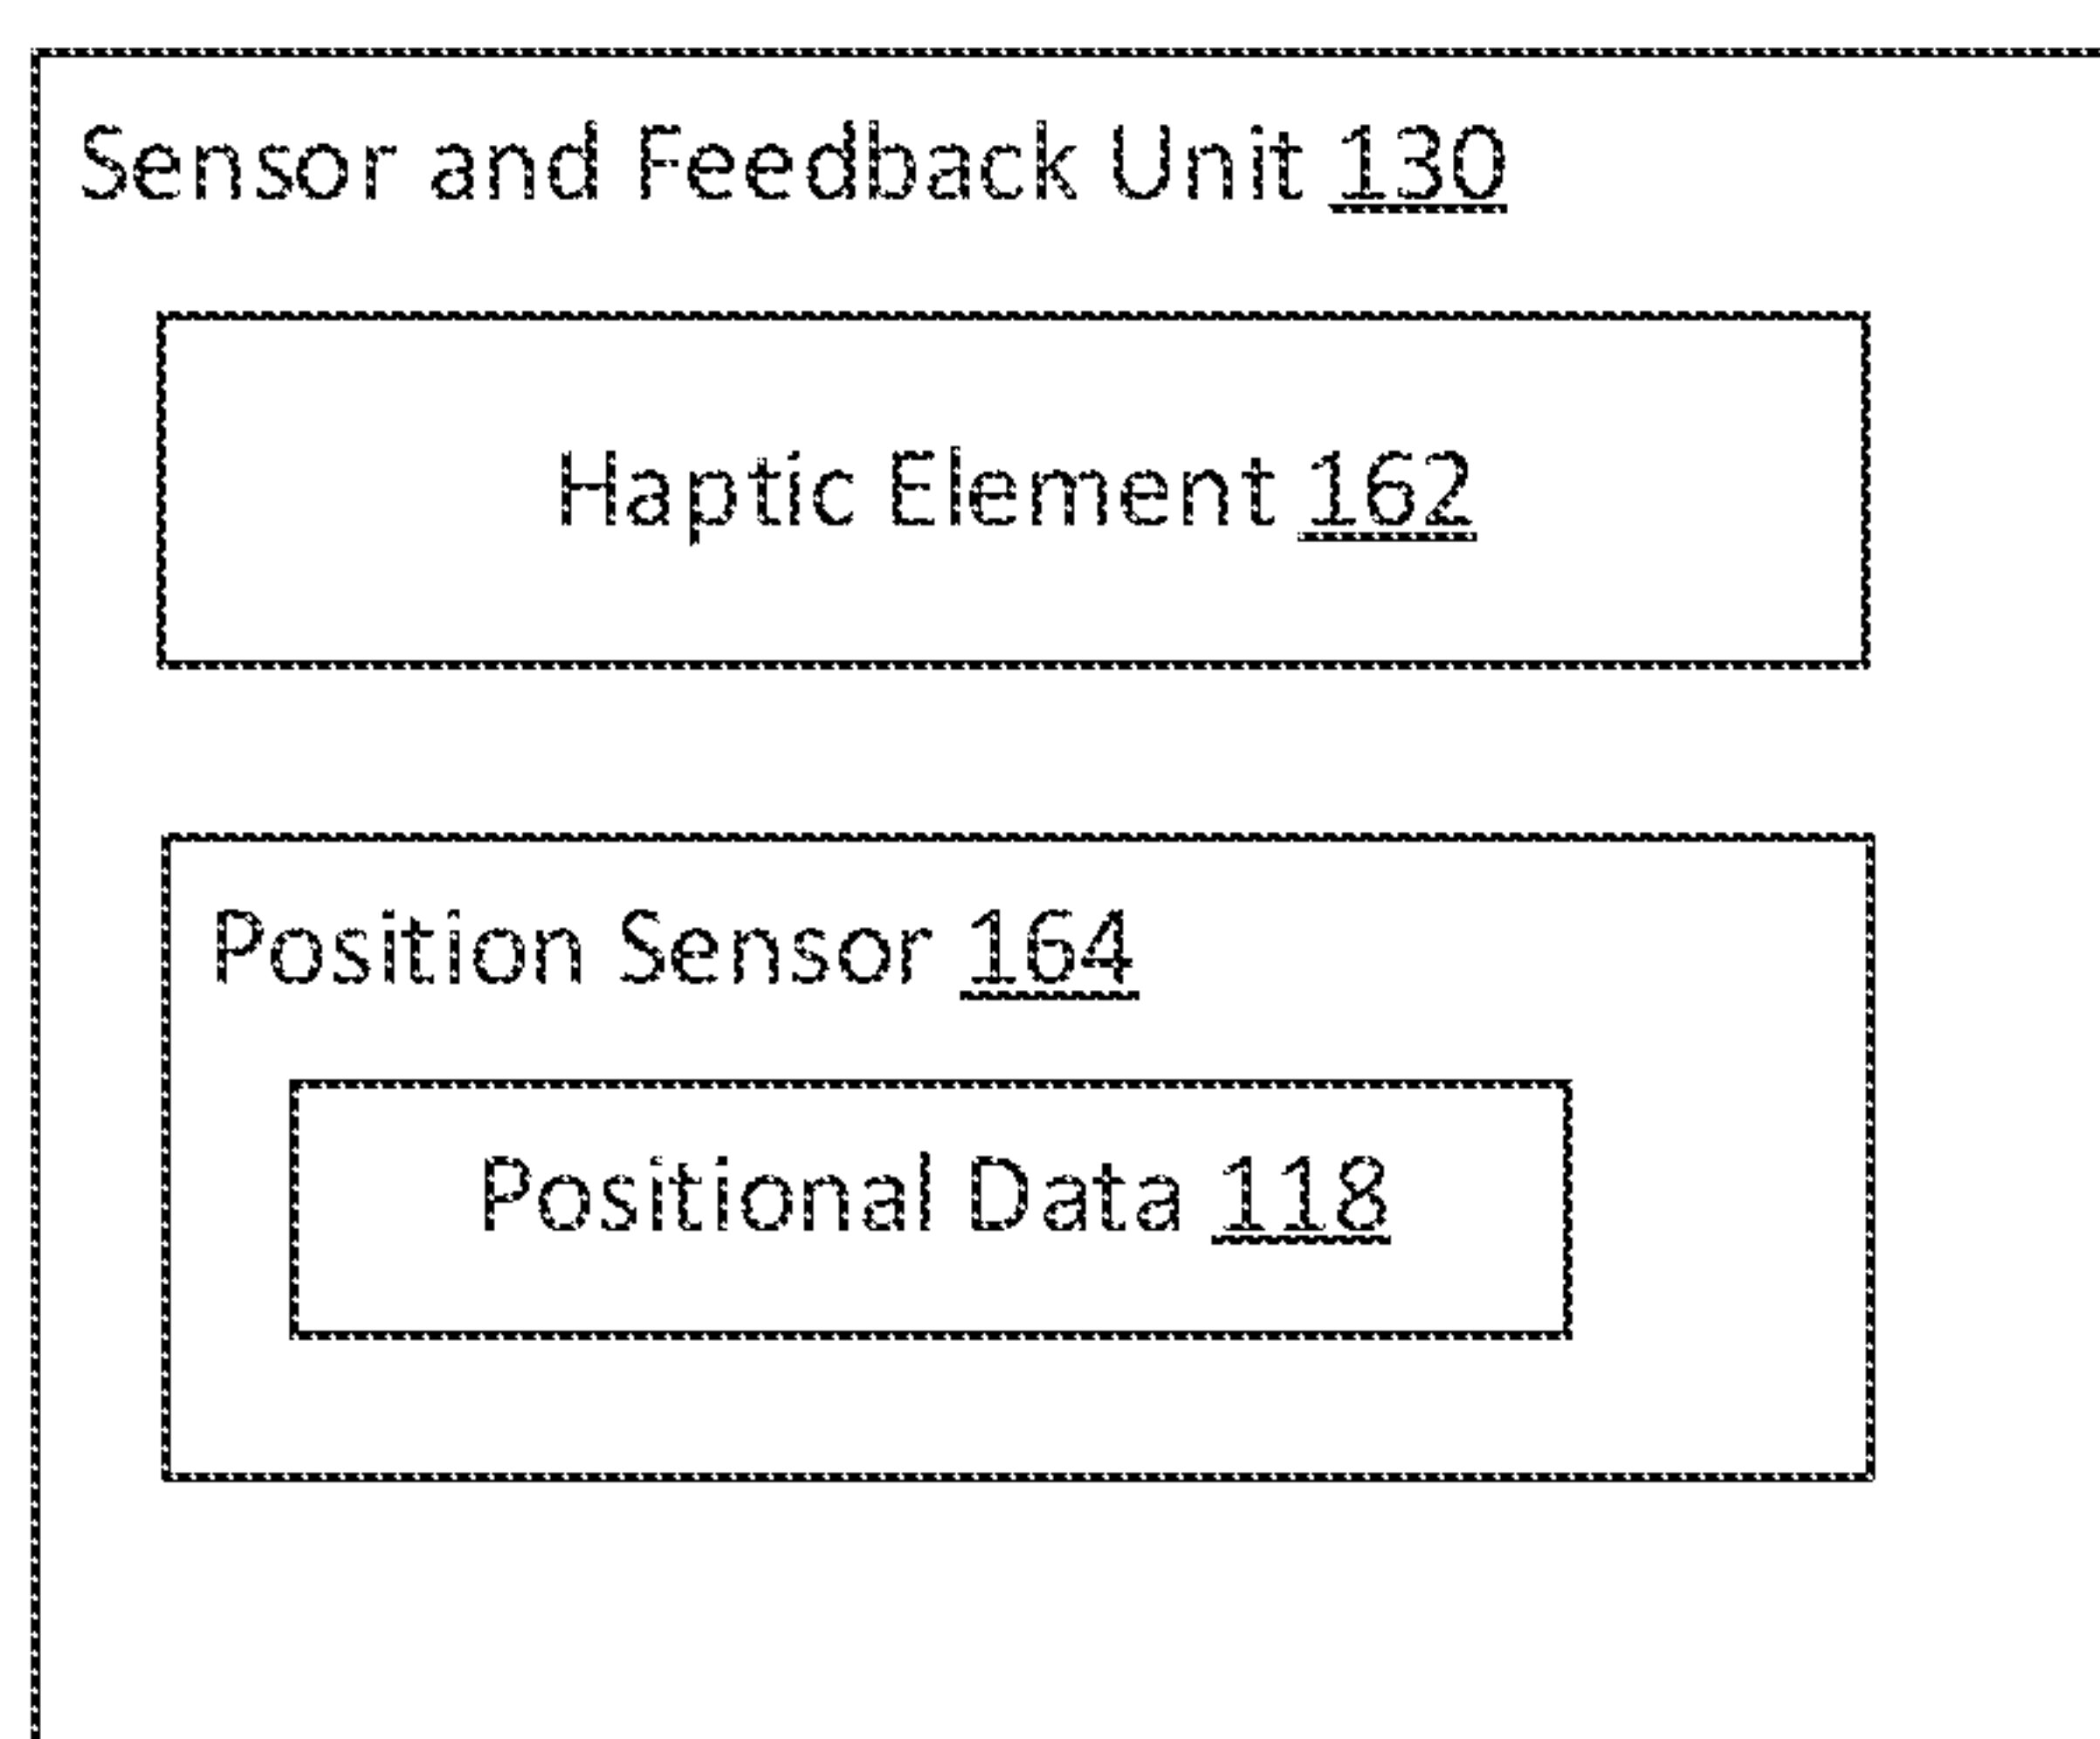 Sensor and Feedback Unit 130
Haptic Element 162
Position Sensor 164
Positional Data 118